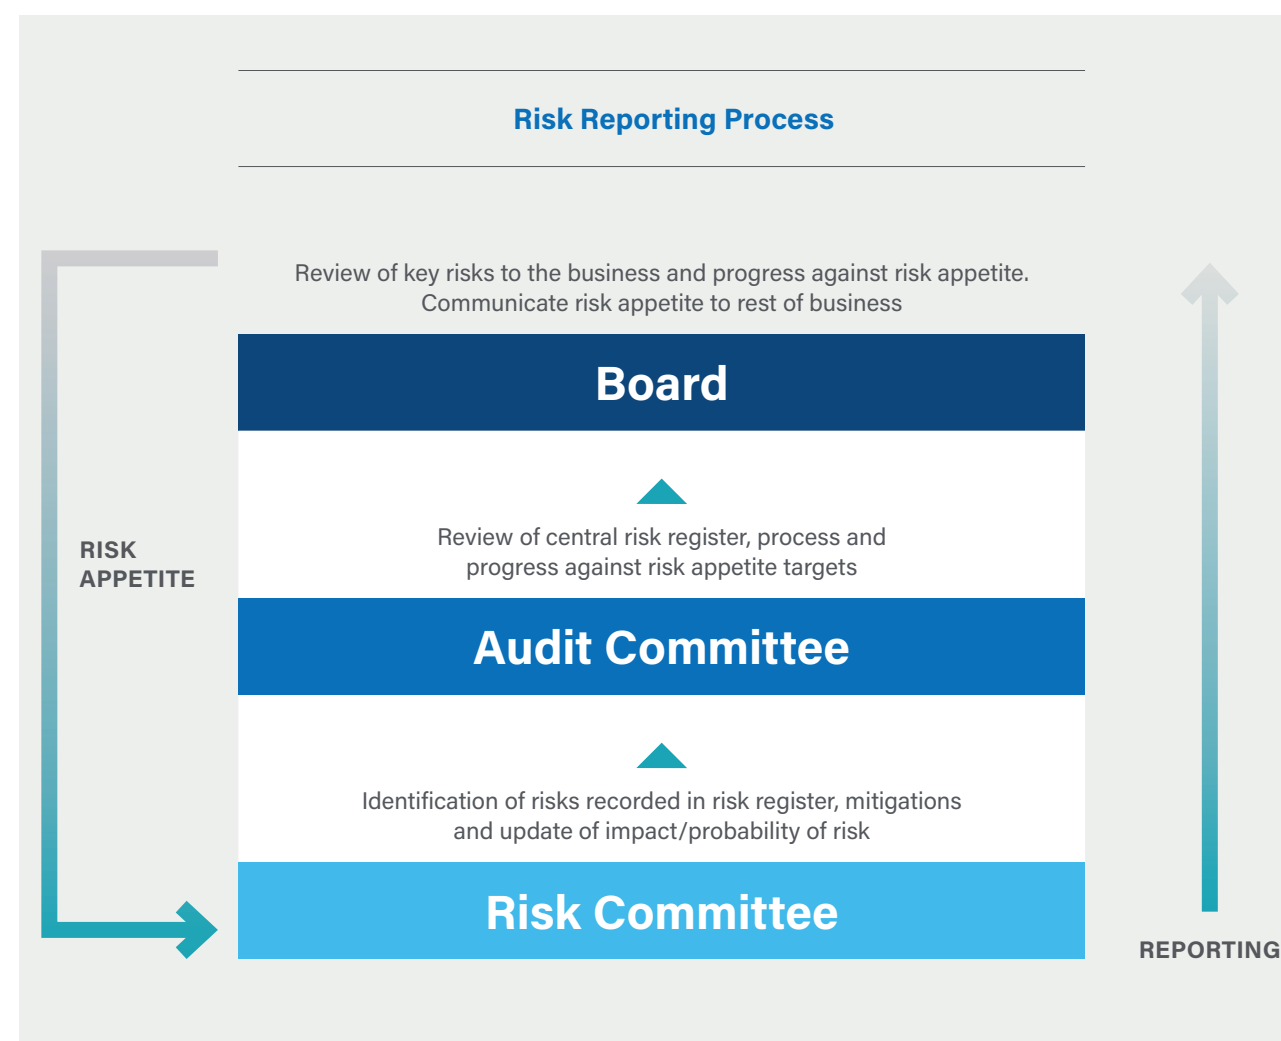 Risk Reporting Process
Review of key risks to the business and progress against risk appetite.
Communicate risk appetite to rest of business
Board
Review of central risk register, process and
progress against risk appetite targets
RISK
APPETITE
Audit Committee
Identification of risks recorded in risk register, mitigations
and update of impact/probability of risk
Risk Committee
REPORTING